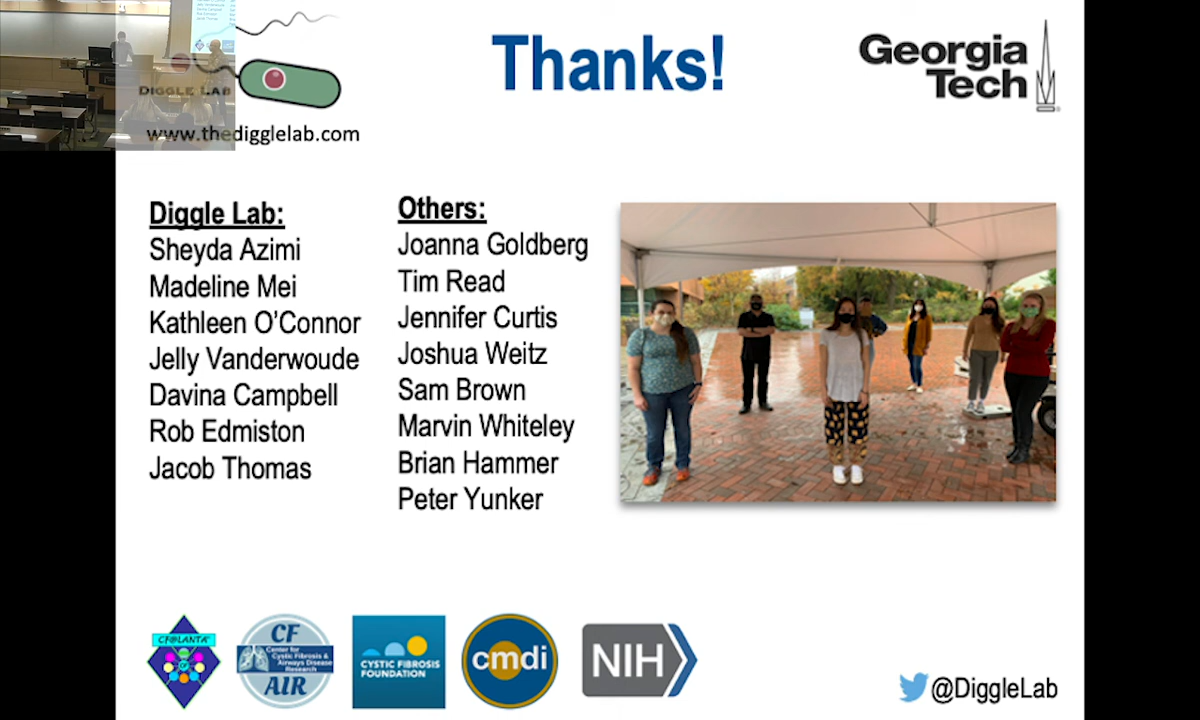 Thanks!
Georgia
Tech
DIGGLE LAB
www.thedigglelab.com
Diggle Lab:
Sheyda Azimi
Madeline Mei
Kathleen O'Connor
Jelly Vanderwoude
Davina Campbell
Rob Edmiston
Jacob Thomas
Others:
Joanna Goldberg
Tim Read
Jennifer Curtis
Joshua Weitz
Sam Brown
Marvin Whiteley
Brian Hammer
Peter Yunker
CF@LANTA
CF
Center for
Cystic Fibrosis &
Airways Disease
Research
AIR
CYSTIC FIBROSIS
FOUNDATION
cmdi
NIH
@DiggleLab